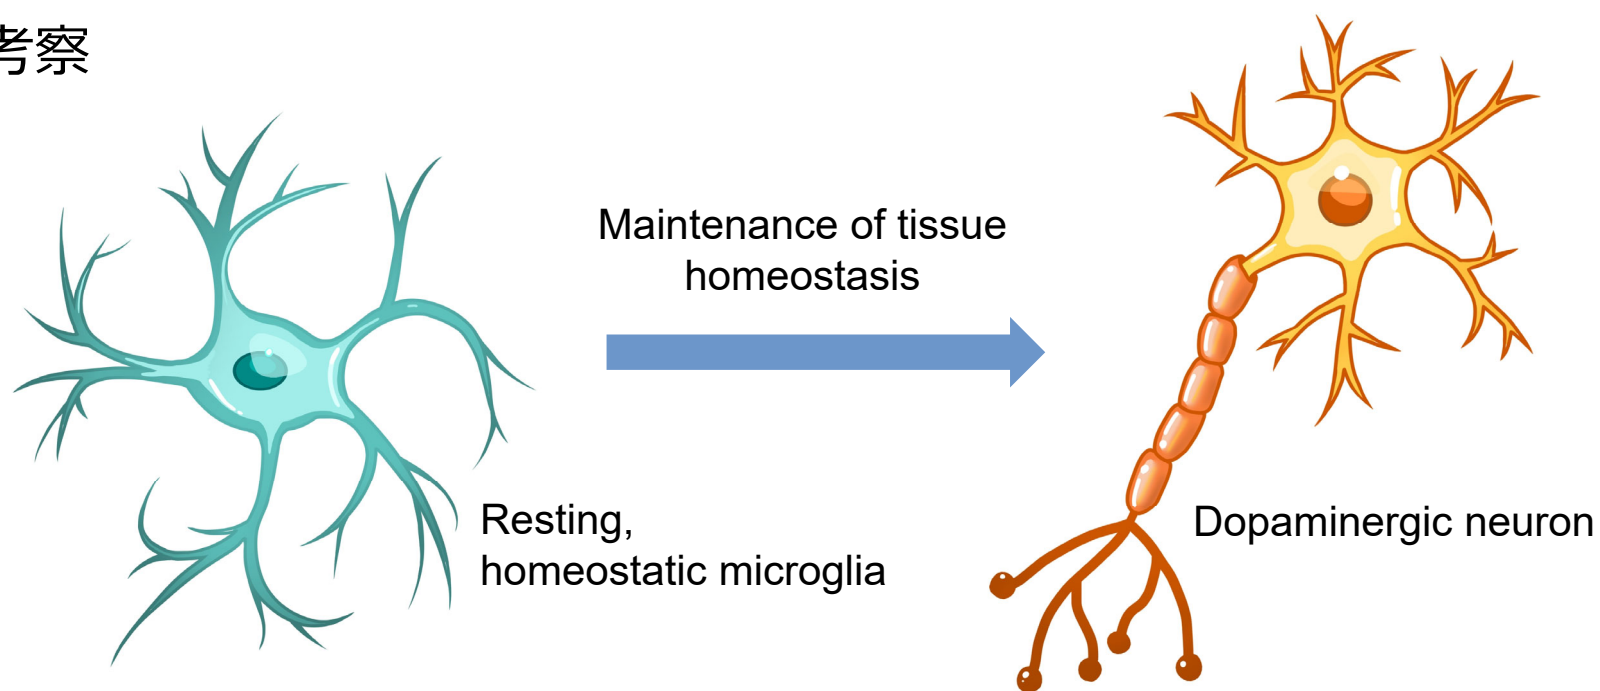 考察
Maintenance of tissue
homeostasis
Resting,
homeostatic microglia
Dopaminergic neuron